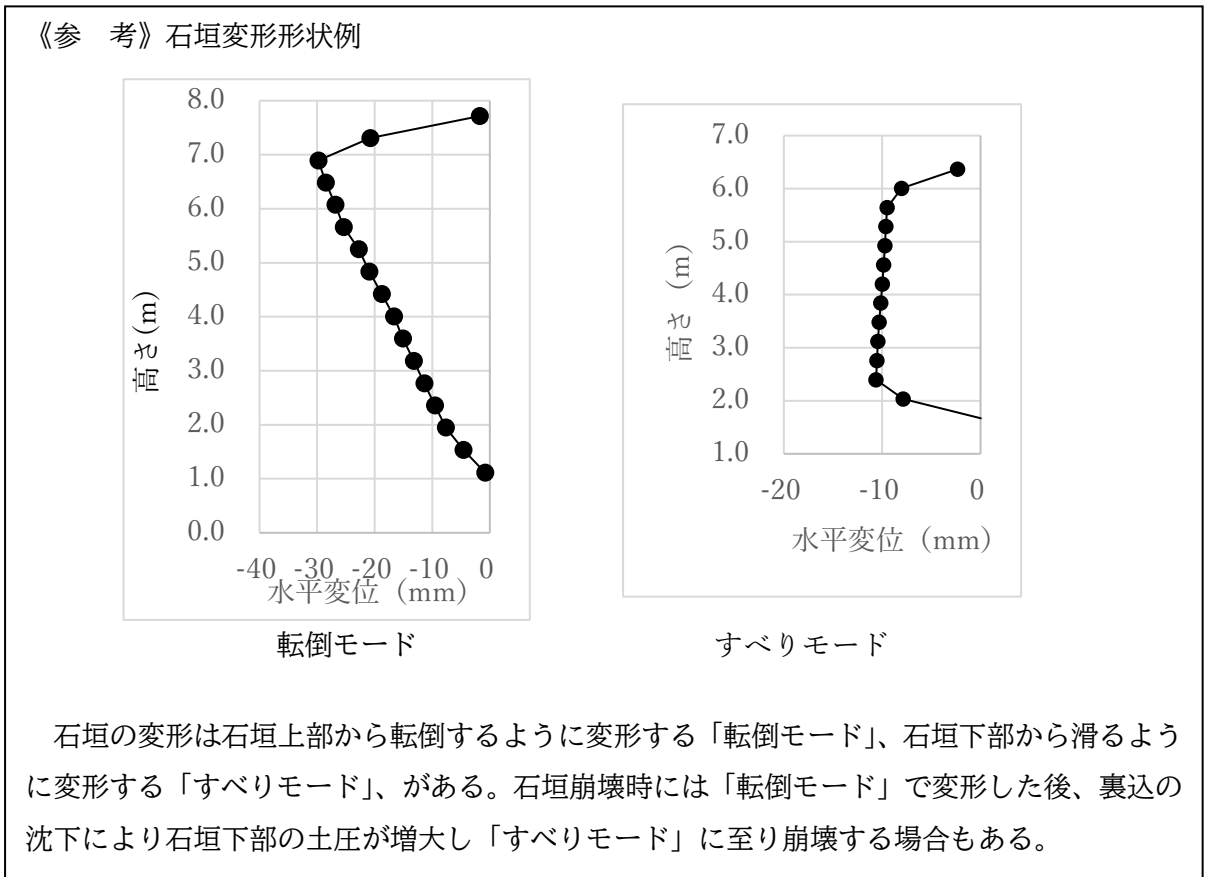 《参　考》石垣変形形状例
8.0
7.0
6.0
5.0
4.0
3.0
2.0
1.0
0.0
高さ(m)
-40 -30 -20 -10 0
水平変位（mm）
転倒モード
7.0
6.0
5.0
4.0
3.0
2.0
1.0
高さ（m）
-20 -10 0
水平変位（mm）
すべりモード
石垣の変形は石垣上部から転倒するように変形する「転倒モード」、石垣下部から滑るよう
に変形する「すべりモード」、がある。石垣崩壊時には「転倒モード」で変形した後、裏込の
沈下により石垣下部の土圧が増大し「すべりモード」に至り崩壊する場合もある。